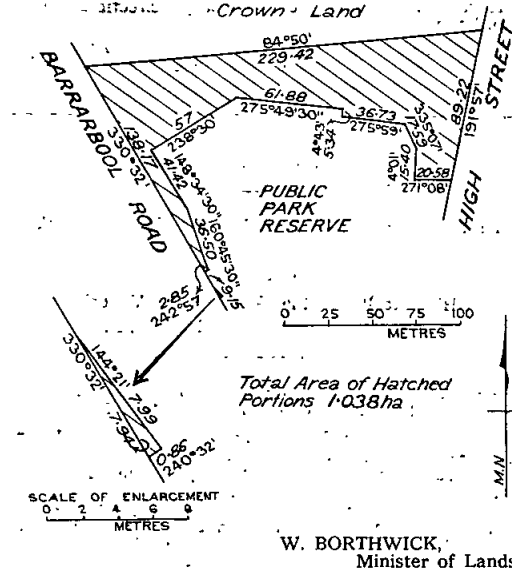 Crown Land
84°50'
229·42
BARRARBOOL ROAD
HIGH STREET
89·22
191°57'
61·88
275°49'30"
36·73
275°59'
4°43'
5·34
17·59
4°01'
15·40
20·58
271°08'
·57
238°30'
138·17
330°32'
41·42
148°34'30"
36·50
160°45'30"
9·15
2·85
242°57'
PUBLIC
PARK
RESERVE
0 25 50 75 100
METRES
144°21'
7·99
330°32'
7·94
0·86
240°32'
Total Area of Hatched
Portions 1·038ha
SCALE OF ENLARGEMENT
0 2 4 6 8
METRES
M.N
W. BORTHWICK,
Minister of Lands